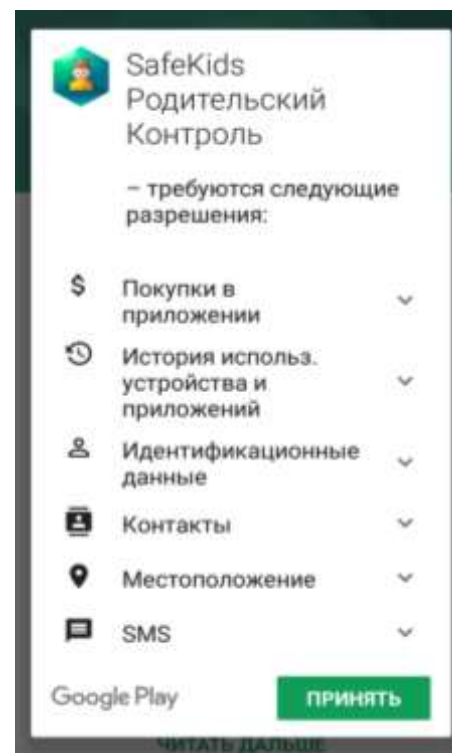 SafeKids
Родительский
Контроль
– требуются следующие
разрешения:
$
Покупки в
приложении
История использ.
устройства и
приложений
Идентификационные
данные
Контакты
Местоположение
SMS
Google Play
ПРИНЯТЬ
ЧИТАТЬ ДАЛЬШЕ